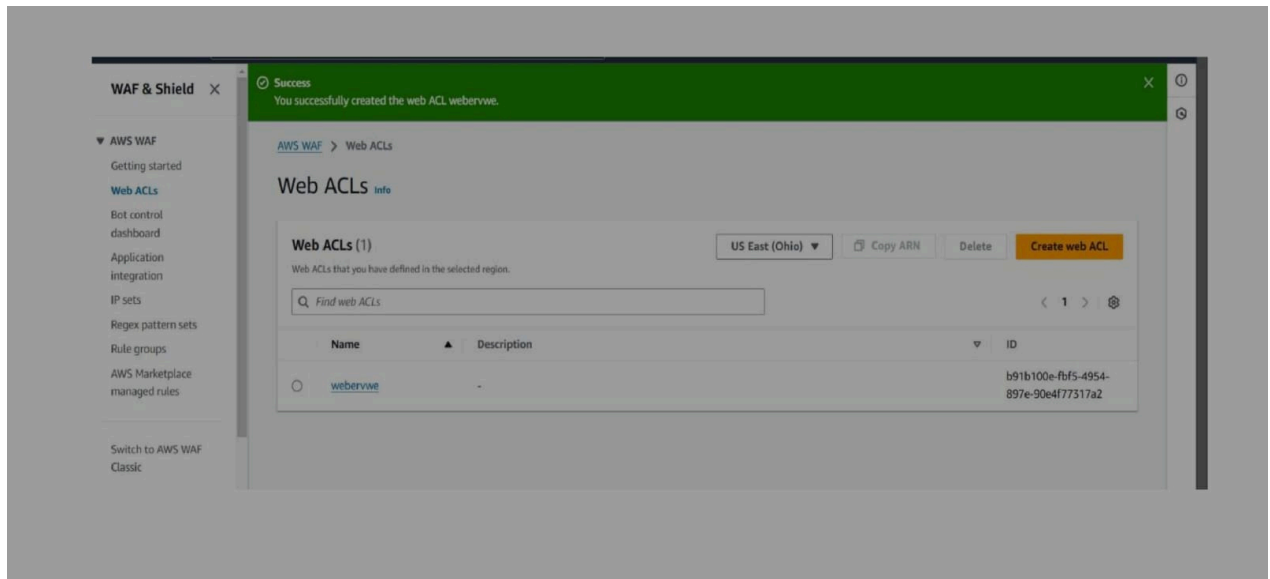 WAF & Shield
AWS WAF
Getting started
Web ACLs
Bot control
dashboard
Application
integration
IP sets
Regex pattern sets
Rule groups
AWS Marketplace
managed rules
Switch to AWS WAF
Classic
Success
You successfully created the web ACL webervwe.
AWS WAF > Web ACLs
Web ACLs Info
Web ACLs (1)
US East (Ohio)
Copy ARN
Delete
Create web ACL
Web ACLs that you have defined in the selected region.
Find web ACLs
1
Name
Description
ID
webervwe
-
b91b100e-fbf5-4954-
897e-90e4f77317a2